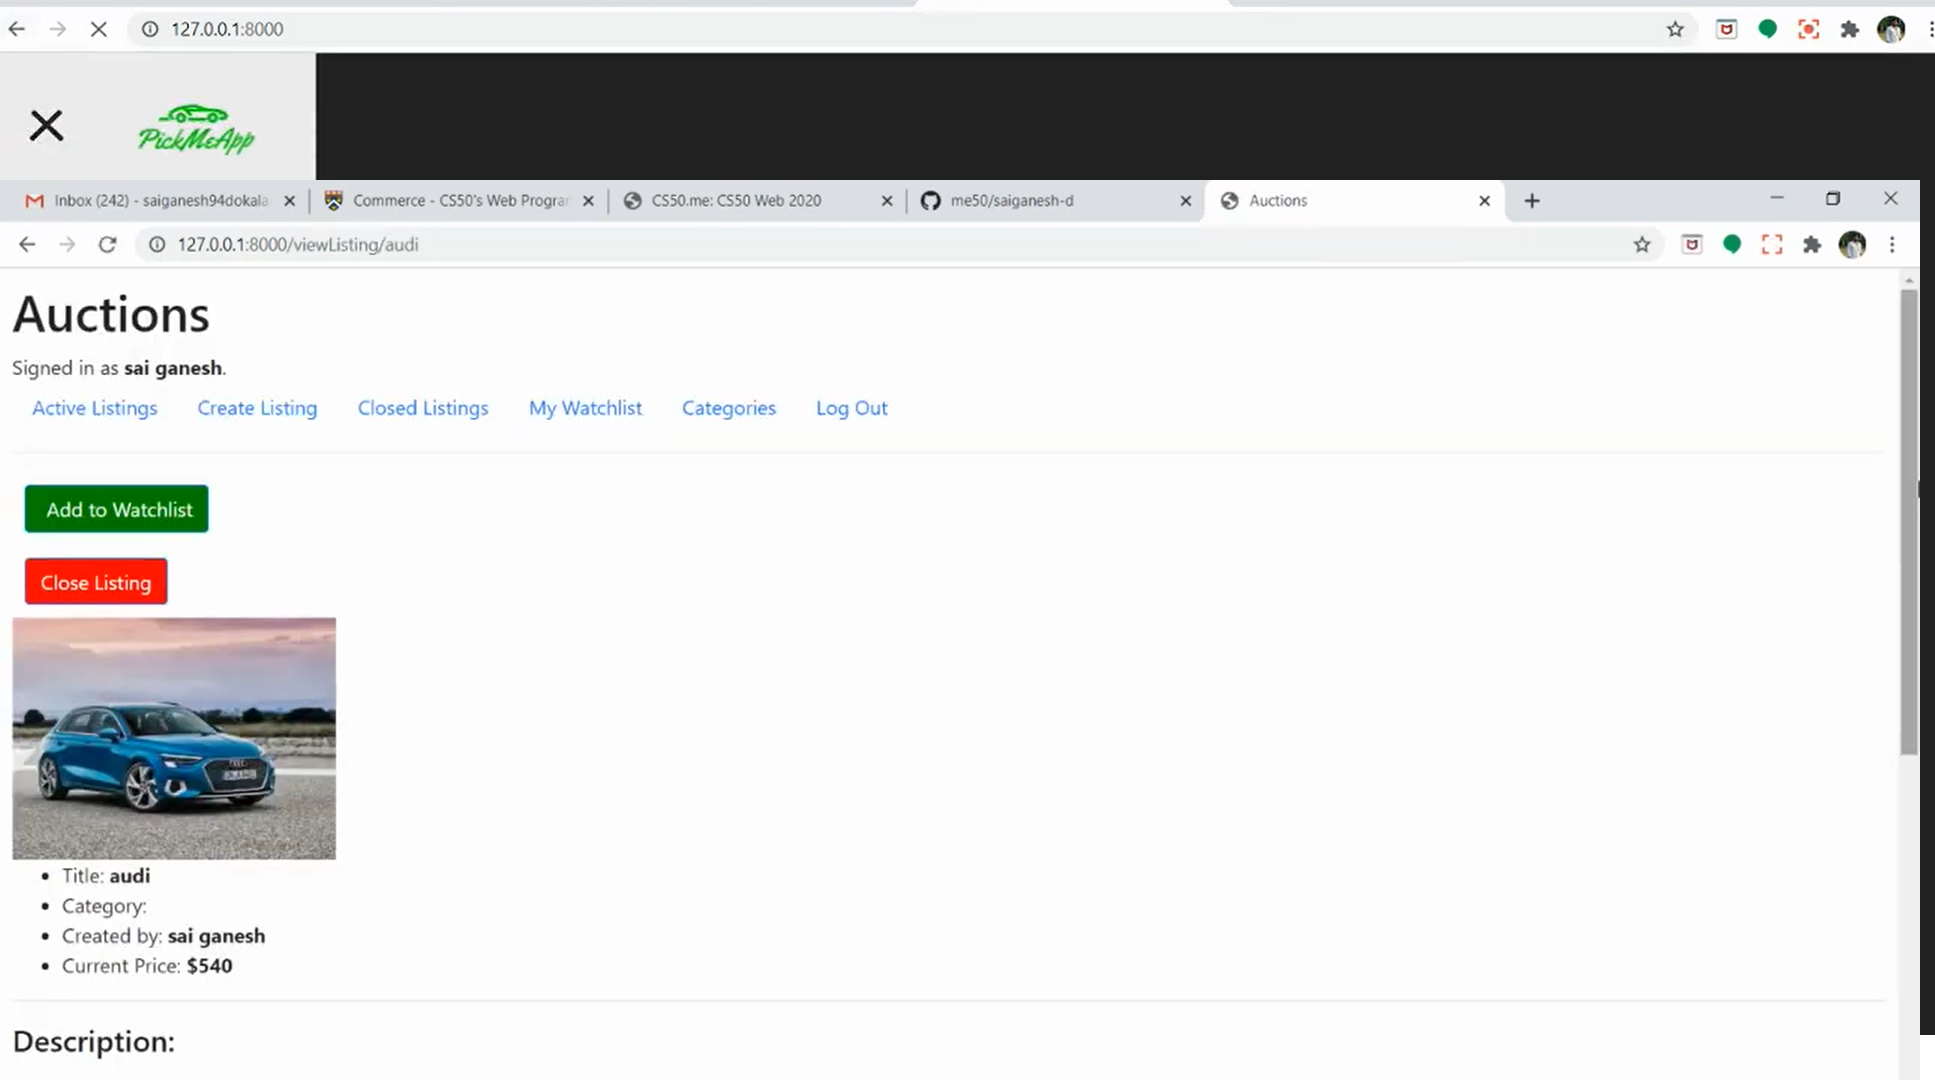 127.0.0.1:8000
PickMeApp
Inbox (242) - saiganesh94dokala
Commerce - CS50's Web Progran
CS50.me: CS50 Web 2020
me50/saiganesh-d
Auctions
127.0.0.1:8000/viewListing/audi
Auctions
Signed in as sai ganesh.
Active Listings
Create Listing
Closed Listings
My Watchlist
Categories
Log Out
Add to Watchlist
Close Listing
Title: audi
Category:
Created by: sai ganesh
Current Price: $540
Description: